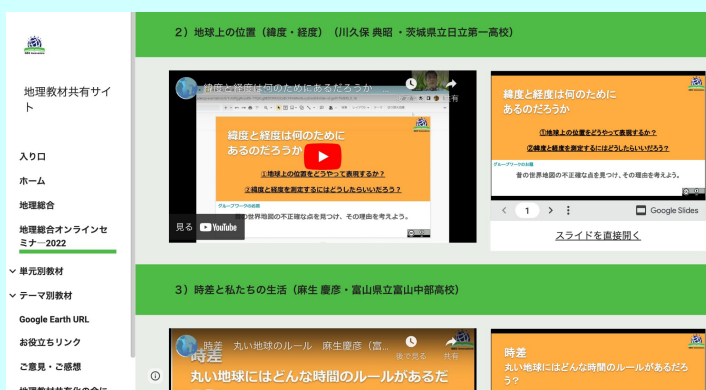 地理教材共有サイ
ト
入り口
ホーム
地理総合
地理総合オンラインセ
ミナー2022
単元別教材
テーマ別教材
Google Earth URL
お役立ちリンク
ご意見・ご感想
2）地球上の位置（緯度・経度）（川久保 典昭 ・茨城県立日立第一高校）
緯度と経度は何のためにあるだろうか
共有
緯度と経度は何のために
あるのだろうか
①地球上の位置をどうやって表現するか？
②緯度と経度を測定するにはどうしたらいいだろう？
グループワークのお題
昔の世界地図の不正確な点を見つけ、その理由を考えよう。
見る YouTube
緯度と経度は何のために
あるのだろうか
①地球上の位置をどうやって表現するか？
②緯度と経度を測定するにはどうしたらいいだろう？
グループワークのお題
昔の世界地図の不正確な点を見つけ、その理由を考えよう。
1
Google Slides
スライドを直接開く
3）時差と私たちの生活（麻生 慶彦・富山県立富山中部高校）
時差 丸い地球のルール 麻生慶彦（富...
後で見る 共有
時差
丸い地球にはどんな時間のルールがあるだ
時差
丸い地球にはどんな時間のルールがあるだろ
う？